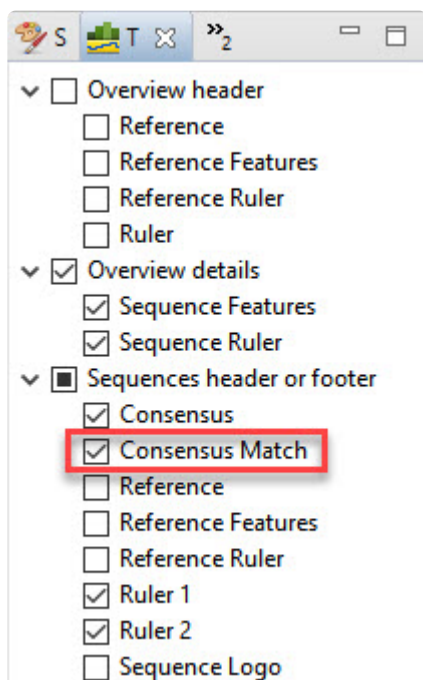 S T »2
Overview header
Reference
Reference Features
Reference Ruler
Ruler
Overview details
Sequence Features
Sequence Ruler
Sequences header or footer
Consensus
Consensus Match
Reference
Reference Features
Reference Ruler
Ruler 1
Ruler 2
Sequence Logo